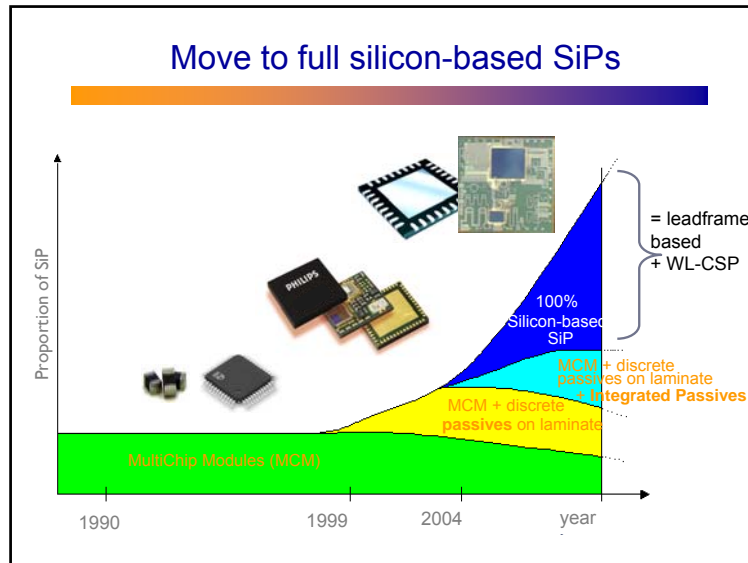 Move to full silicon-based SiPs
Proportion of SiP
PHILIPS
= leadframe
based
+ WL-CSP
100%
Silicon-based
SiP
MCM + discrete
passives on laminate
+ Integrated Passives
MCM + discrete
passives on laminate
MultiChip Modules (MCM)
1990
1999
2004
year